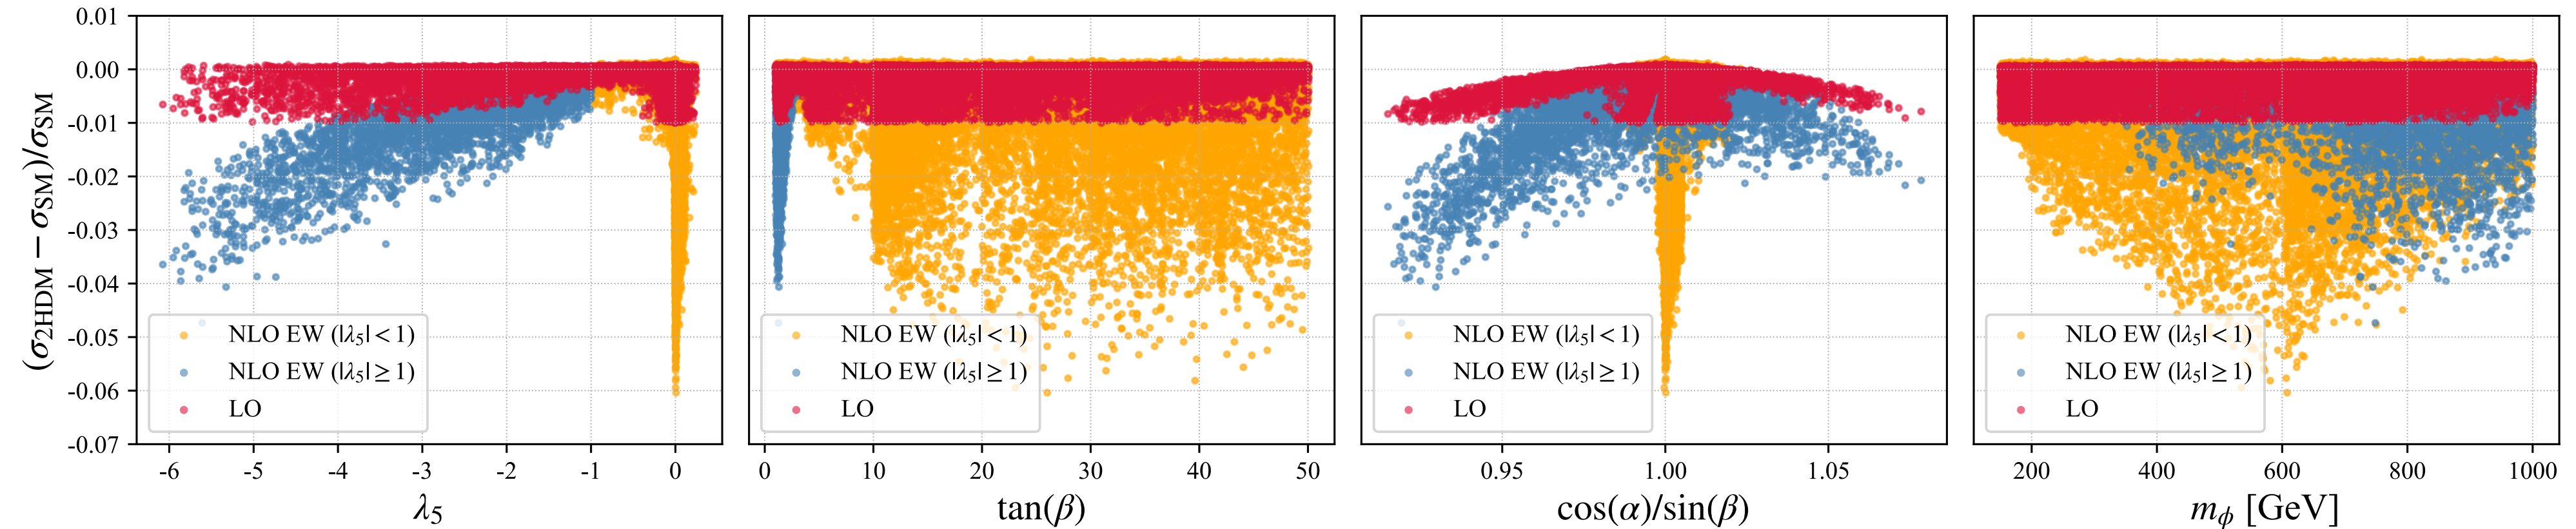 (σ2HDM − σSM)/σSM
0.01
0.00
-0.01
-0.02
-0.03
-0.04
-0.05
-0.06
-0.07
NLO EW (|λ5| < 1)
NLO EW (|λ5| ≥ 1)
LO
-6 -5 -4 -3 -2 -1 0
λ5
NLO EW (|λ5| < 1)
NLO EW (|λ5| ≥ 1)
LO
0 10 20 30 40 50
tan(β)
NLO EW (|λ5| < 1)
NLO EW (|λ5| ≥ 1)
LO
0.95 1.00 1.05
cos(α)/sin(β)
NLO EW (|λ5| < 1)
NLO EW (|λ5| ≥ 1)
LO
200 400 600 800 1000
mϕ [GeV]